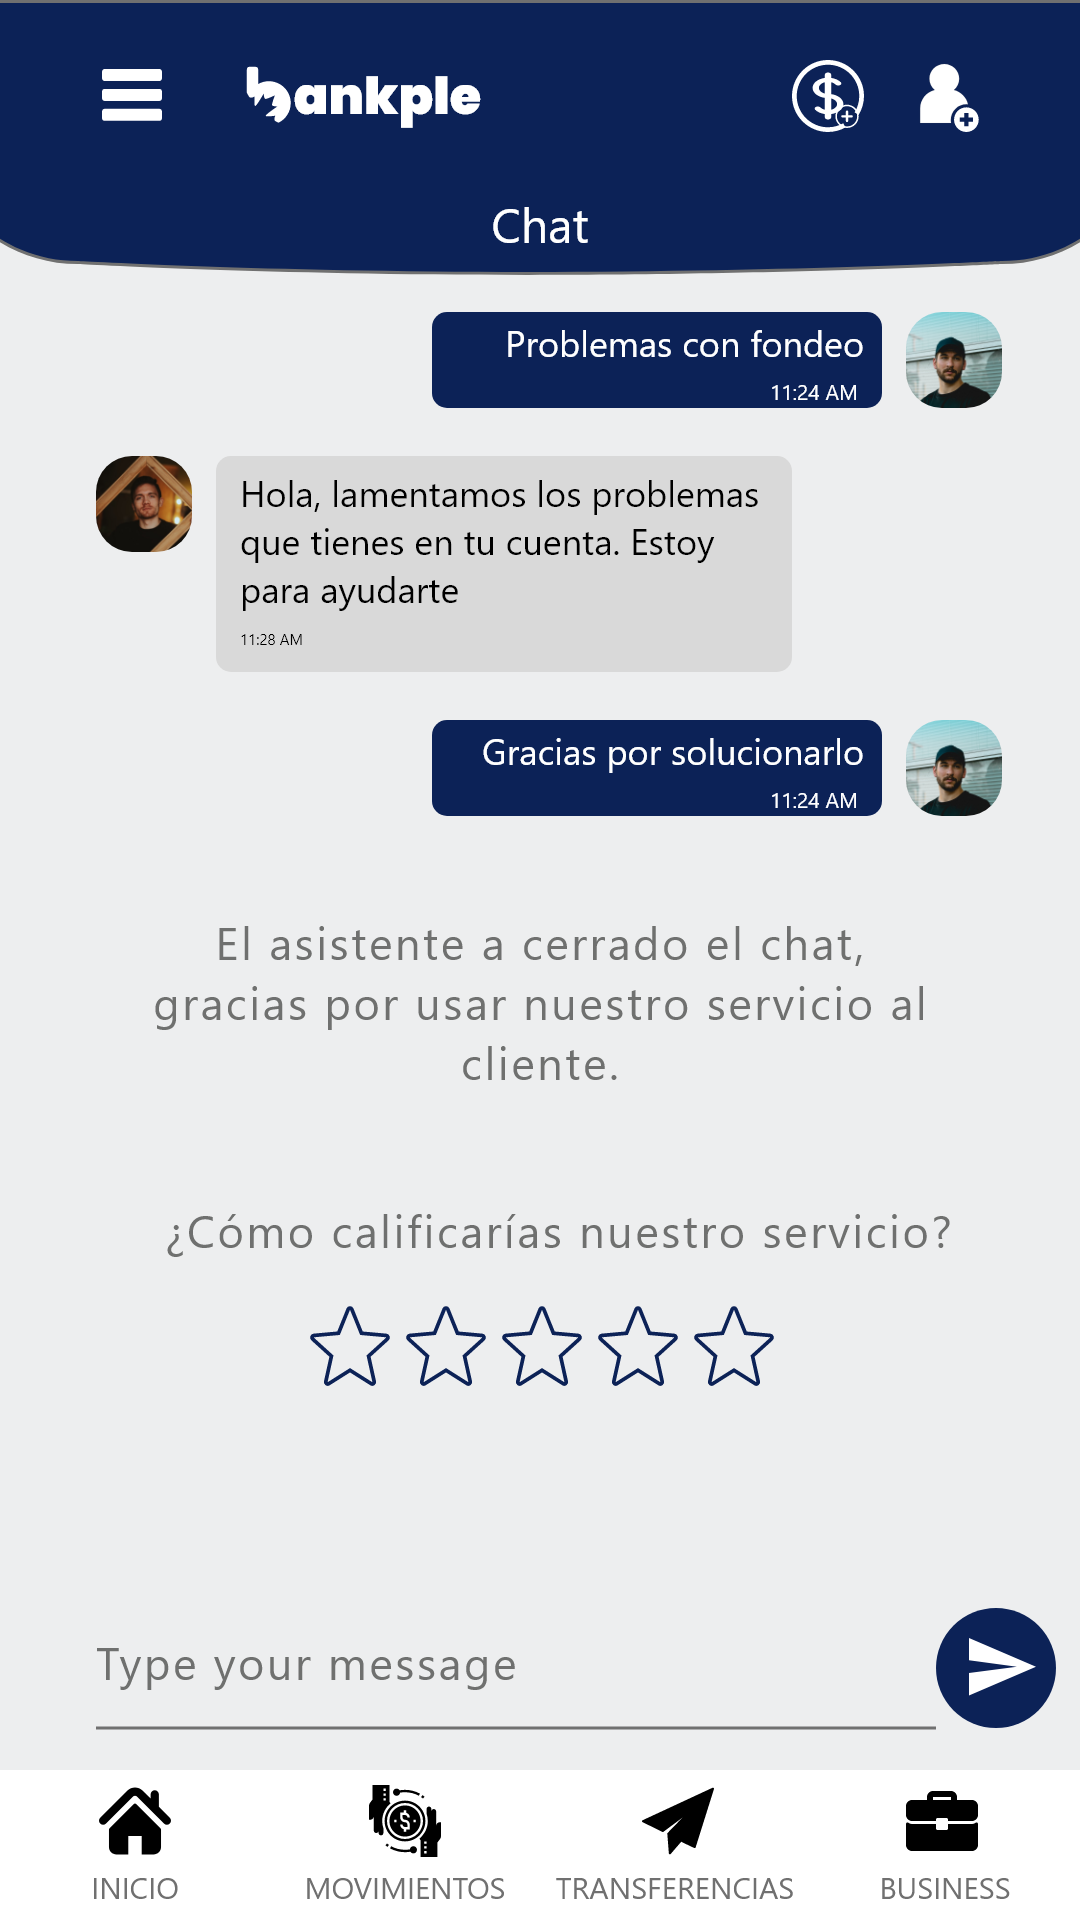 bankple
Chat
Problemas con fondeo
11:24 AM
Hola, lamentamos los problemas
que tienes en tu cuenta. Estoy
para ayudarte
11:28 AM
Gracias por solucionarlo
11:24 AM
El asistente a cerrado el chat,
gracias por usar nuestro servicio al
cliente.
¿Cómo calificarías nuestro servicio?
Type your message
INICIO
MOVIMIENTOS
TRANSFERENCIAS
BUSINESS